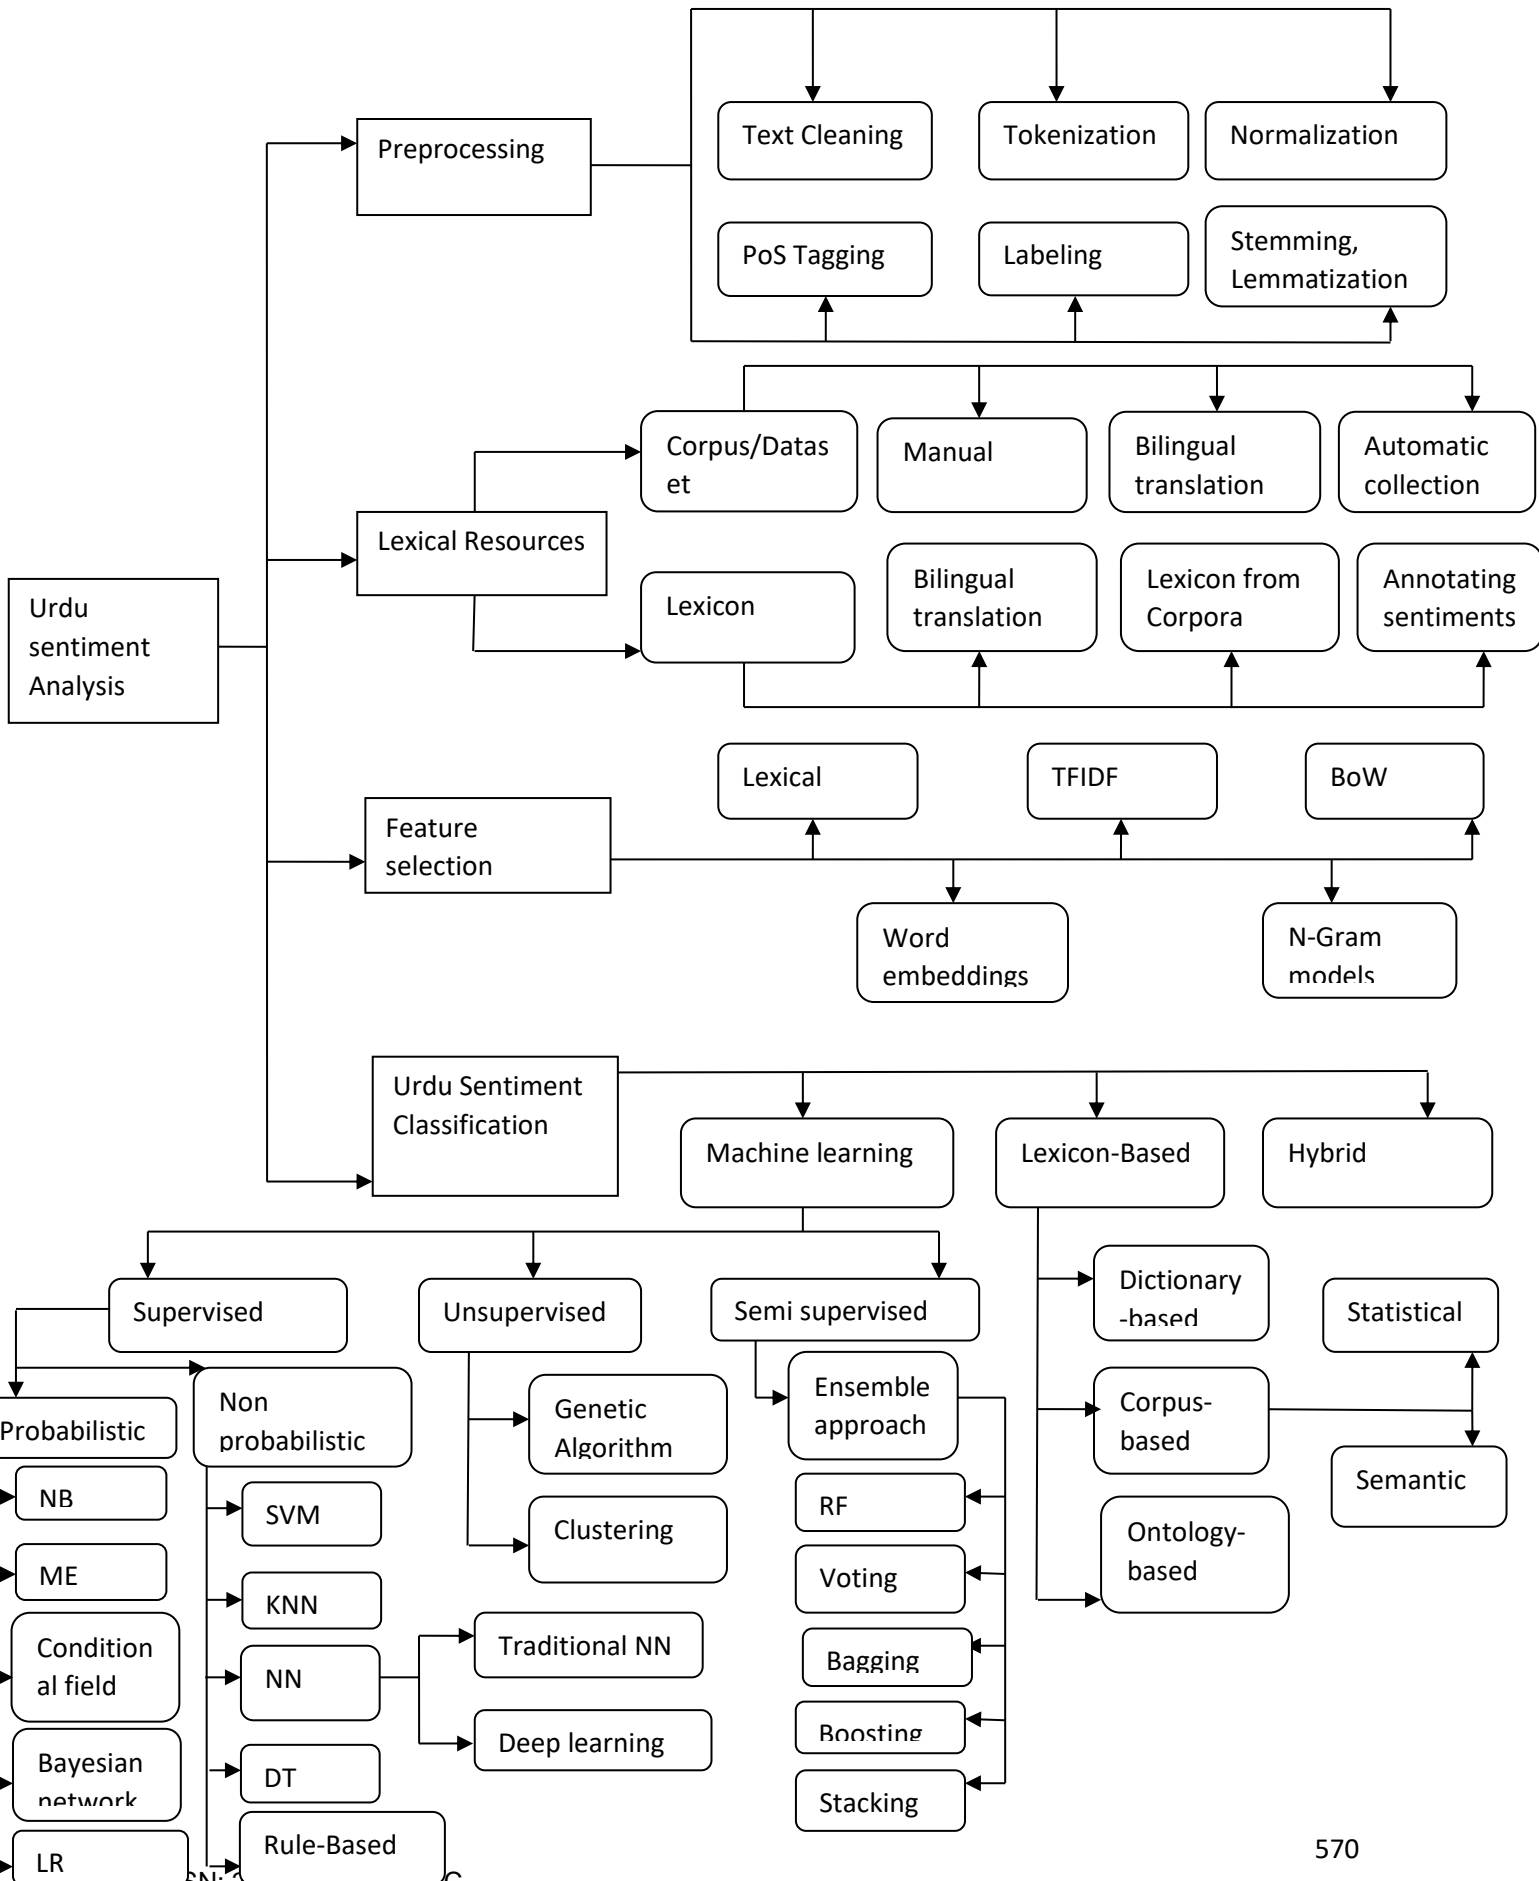 Text Cleaning
Tokenization
Normalization
Preprocessing
PoS Tagging
Labeling
Stemming,
Lemmatization
Corpus/Datas
et
Manual
Bilingual
translation
Automatic
collection
Lexical Resources
Lexicon
Bilingual
translation
Lexicon from
Corpora
Annotating
sentiments
Urdu
sentiment
Analysis
Lexical
TFIDF
BoW
Feature
selection
Word
embeddings
N-Gram
models
Urdu Sentiment
Classification
Machine learning
Lexicon-Based
Hybrid
Supervised
Unsupervised
Semi supervised
Dictionary
-based
Statistical
Probabilistic
Non
probabilistic
Genetic
Algorithm
Ensemble
approach
Corpus-
based
Semantic
NB
SVM
Clustering
RF
Ontology-
based
ME
KNN
Voting
Condition
al field
NN
Traditional NN
Bagging
Bayesian
network
DT
Deep learning
Boosting
Stacking
LR
Rule-Based
570